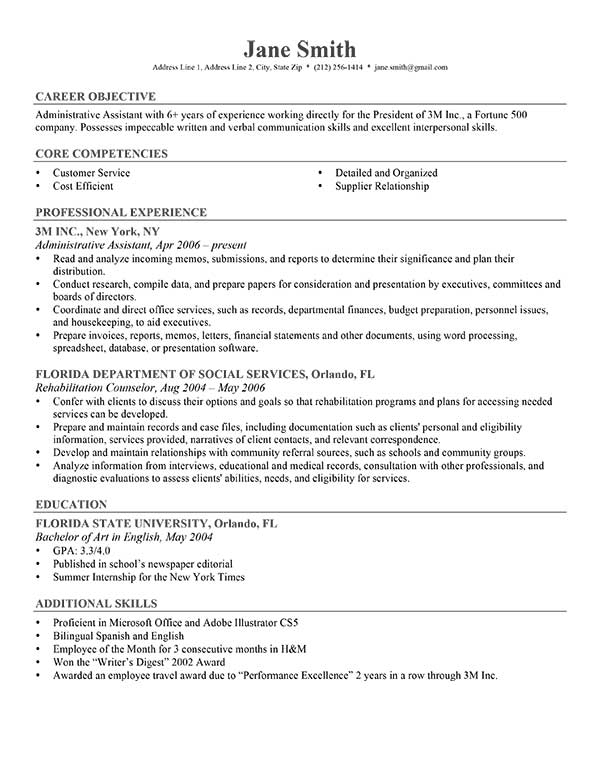 Jane Smith
Address Line 1, Address Line 2, City, State Zip * (212) 256-1414 * jane.smith@gmail.com
CAREER OBJECTIVE
Administrative Assistant with 6+ years of experience working directly for the President of 3M Inc., a Fortune 500
company. Possesses impeccable written and verbal communication skills and excellent interpersonal skills.
CORE COMPETENCIES
• Customer Service
• Cost Efficient
• Detailed and Organized
• Supplier Relationship
PROFESSIONAL EXPERIENCE
3M INC., New York, NY
Administrative Assistant, Apr 2006 – present
• Read and analyze incoming memos, submissions, and reports to determine their significance and plan their
distribution.
• Conduct research, compile data, and prepare papers for consideration and presentation by executives, committees and
boards of directors.
• Coordinate and direct office services, such as records, departmental finances, budget preparation, personnel issues,
and housekeeping, to aid executives.
• Prepare invoices, reports, memos, letters, financial statements and other documents, using word processing,
spreadsheet, database, or presentation software.
FLORIDA DEPARTMENT OF SOCIAL SERVICES, Orlando, FL
Rehabilitation Counselor, Aug 2004 – May 2006
• Confer with clients to discuss their options and goals so that rehabilitation programs and plans for accessing needed
services can be developed.
• Prepare and maintain records and case files, including documentation such as clients' personal and eligibility
information, services provided, narratives of client contacts, and relevant correspondence.
• Develop and maintain relationships with community referral sources, such as schools and community groups.
• Analyze information from interviews, educational and medical records, consultation with other professionals, and
diagnostic evaluations to assess clients' abilities, needs, and eligibility for services.
EDUCATION
FLORIDA STATE UNIVERSITY, Orlando, FL
Bachelor of Art in English, May 2004
• GPA: 3.3/4.0
• Published in school’s newspaper editorial
• Summer Internship for the New York Times
ADDITIONAL SKILLS
• Proficient in Microsoft Office and Adobe Illustrator CS5
• Bilingual Spanish and English
• Employee of the Month for 3 consecutive months in H&M
• Won the “Writer’s Digest” 2002 Award
• Awarded an employee travel award due to “Performance Excellence” 2 years in a row through 3M Inc.